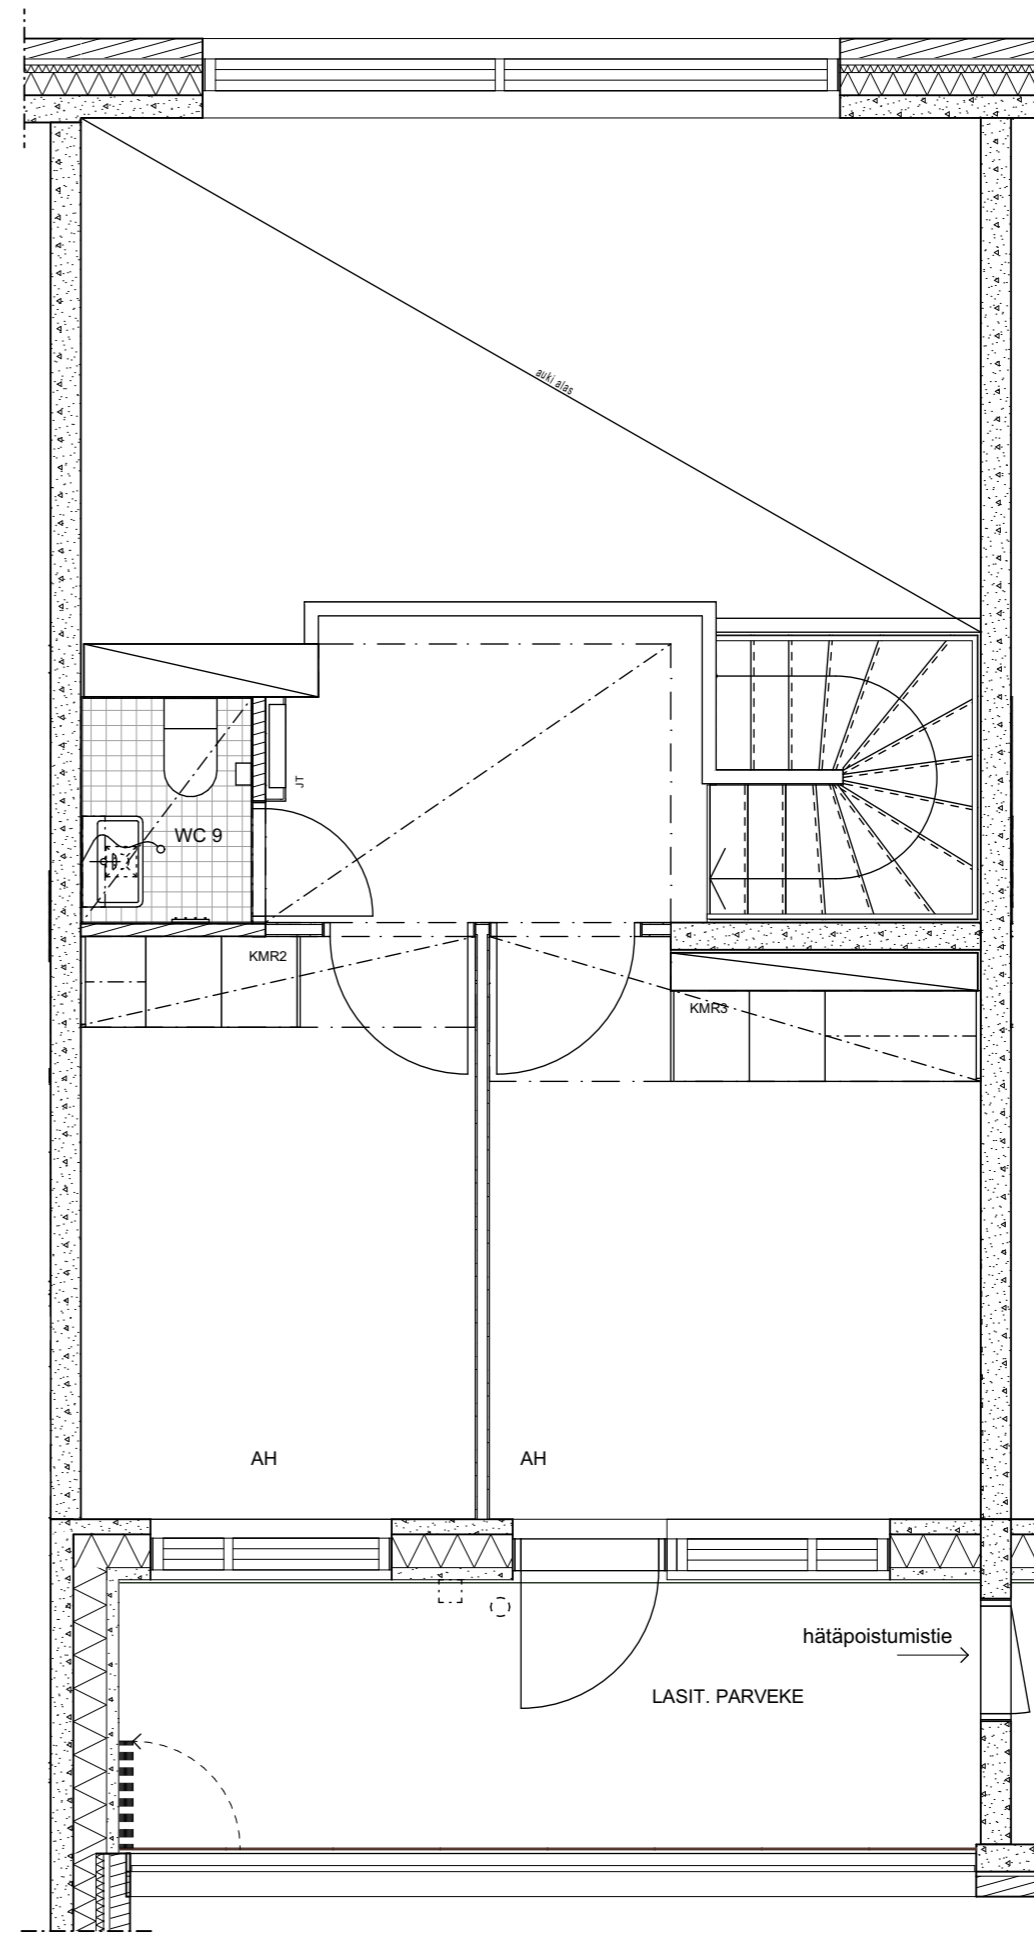 auki alas
JT
WC 9
KMR2
KMR3
AH
AH
hätäpoistumistie
LASIT. PARVEKE